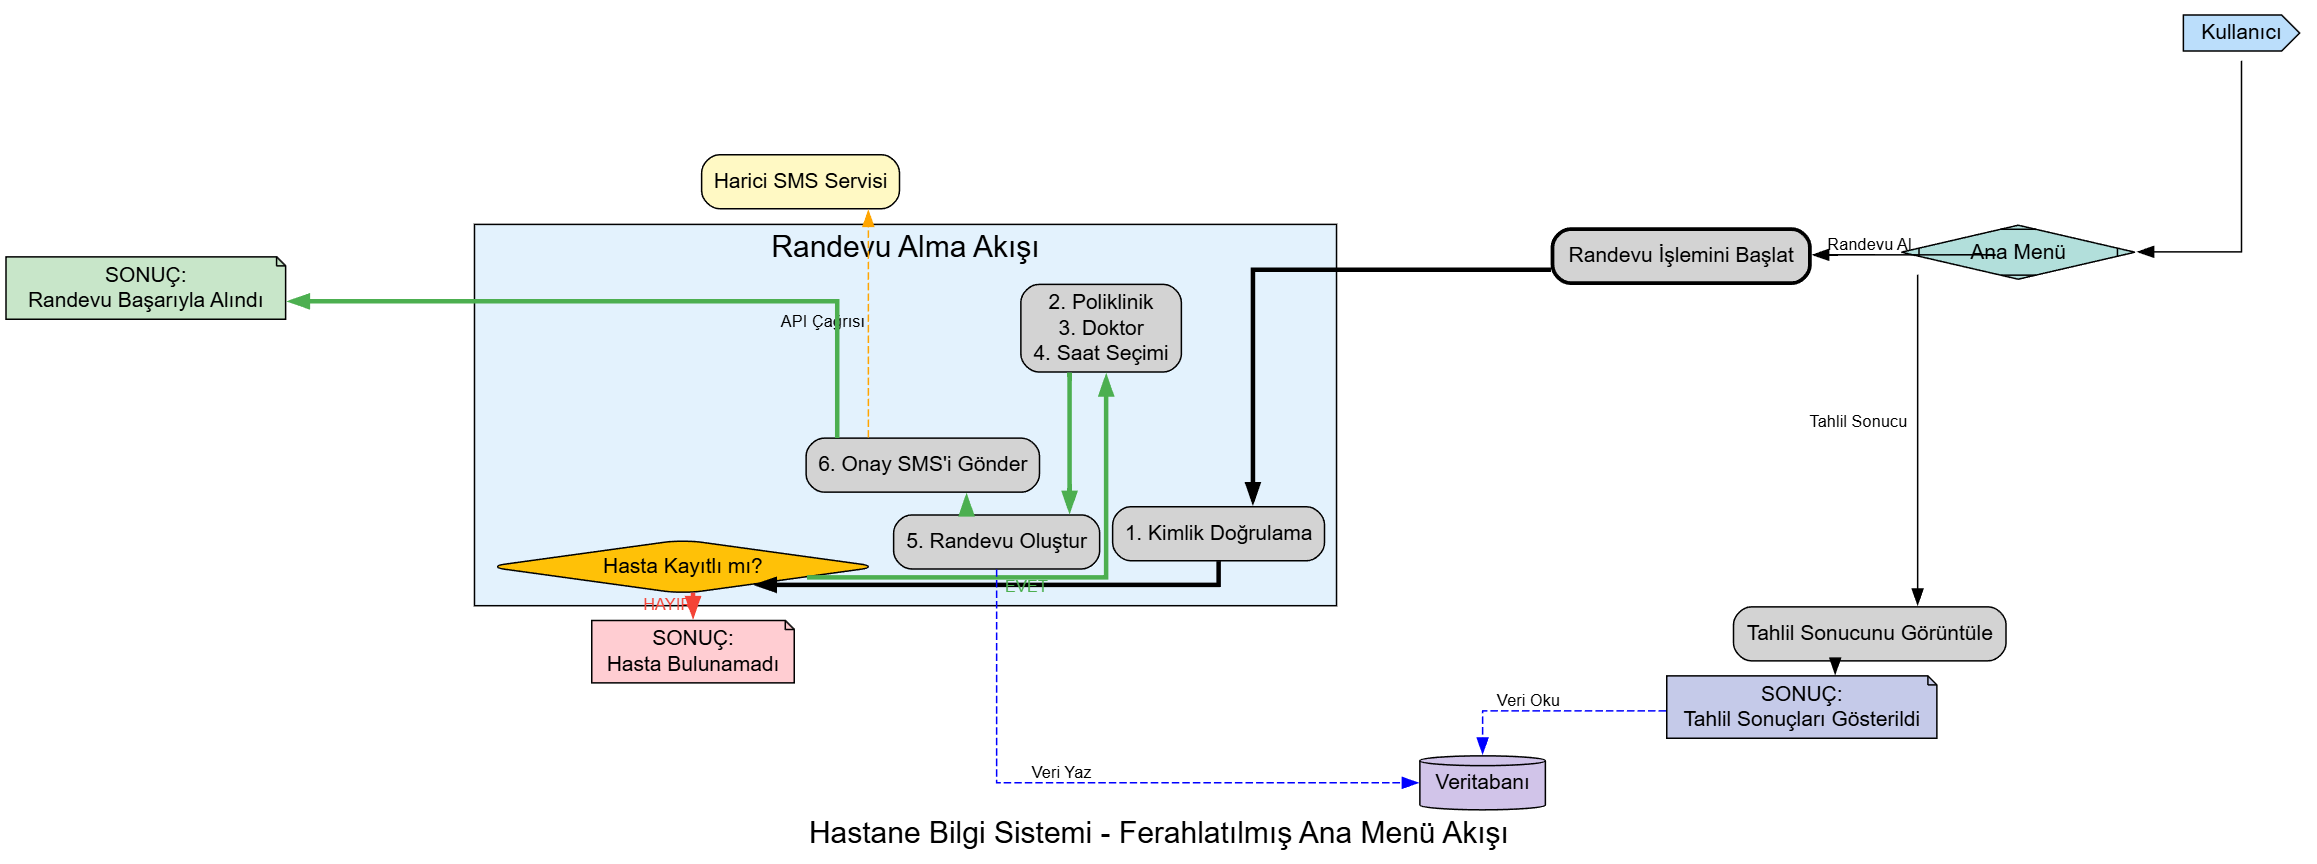 Kullanıcı
Harici SMS Servisi
Randevu Alma Akışı
Randevu İşlemini Başlat
Randevu Al
Ana Menü
SONUÇ:
Randevu Başarıyla Alındı
API Çağrısı
2. Poliklinik
3. Doktor
4. Saat Seçimi
Tahlil Sonucu
6. Onay SMS'i Gönder
5. Randevu Oluştur
1. Kimlik Doğrulama
Hasta Kayıtlı mı?
EVET
HAYIR
SONUÇ:
Hasta Bulunamadı
Tahlil Sonucunu Görüntüle
SONUÇ:
Tahlil Sonuçları Gösterildi
Veri Oku
Veri Yaz
Veritabanı
Hastane Bilgi Sistemi - Ferahlatılmış Ana Menü Akışı